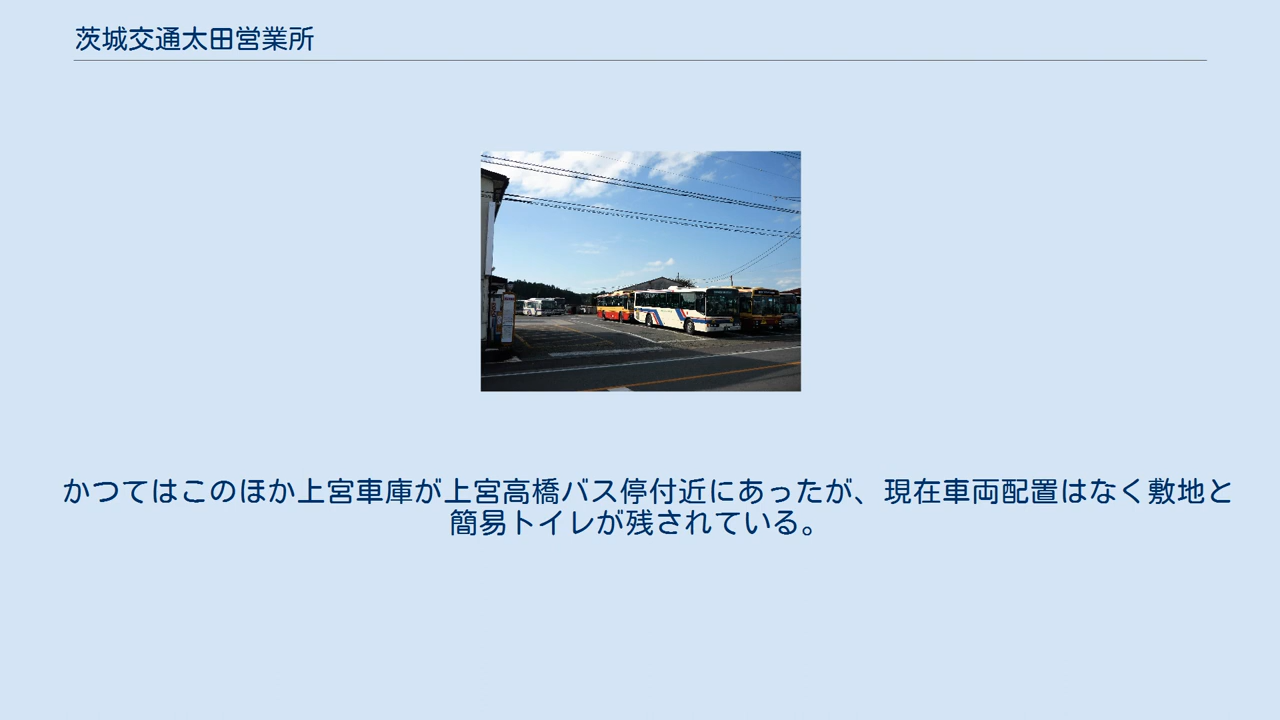 茨城交通太田営業所
かつてはこのほか上宮車庫が上宮高橋バス停付近にあったが、現在車両配置はなく敷地と
簡易トイレが残されている。